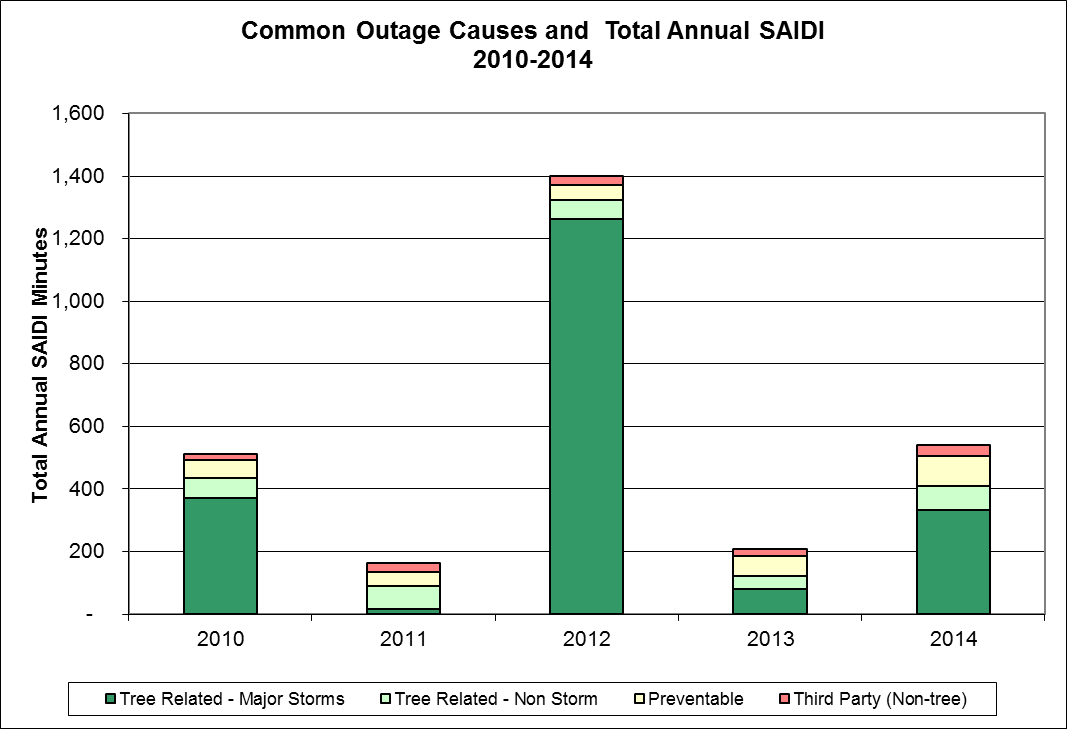 Common Outage Causes and Total Annual SAIDI
2010-2014
Total Annual SAIDI Minutes
1,600
1,400
1,200
1,000
800
600
400
200
-
2010 2011 2012 2013 2014
Tree Related - Major Storms Tree Related - Non Storm Preventable Third Party (Non-tree)